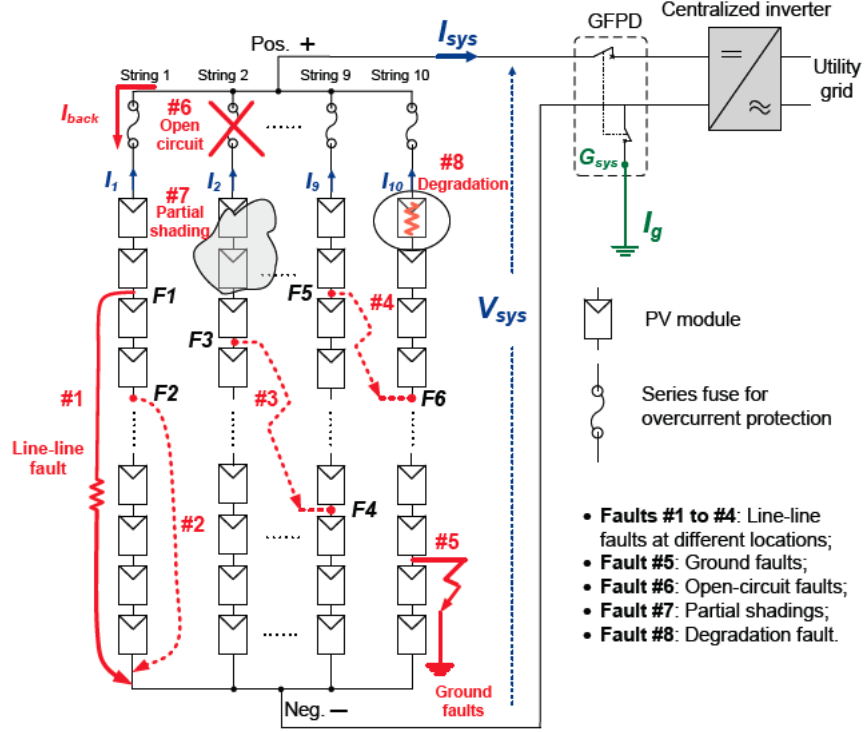 Centralized inverter
GFPD
Pos. +
I_sys
String 1
String 2
String 9
String 10
Utility
grid
=
≈
I_back
#6
Open
circuit
#8
Degradation
G_sys
I_1
I_2
I_9
I_10
#7
Partial
shading
I_g
F1
F5
#4
V_sys
PV module
F3
F2
F6
#1
#3
Series fuse for
overcurrent protection
Line-line
fault
F4
#2
#5
• Faults #1 to #4: Line-line
faults at different locations;
• Fault #5: Ground faults;
• Fault #6: Open-circuit faults;
• Fault #7: Partial shadings;
• Fault #8: Degradation fault.
Ground
faults
Neg. −